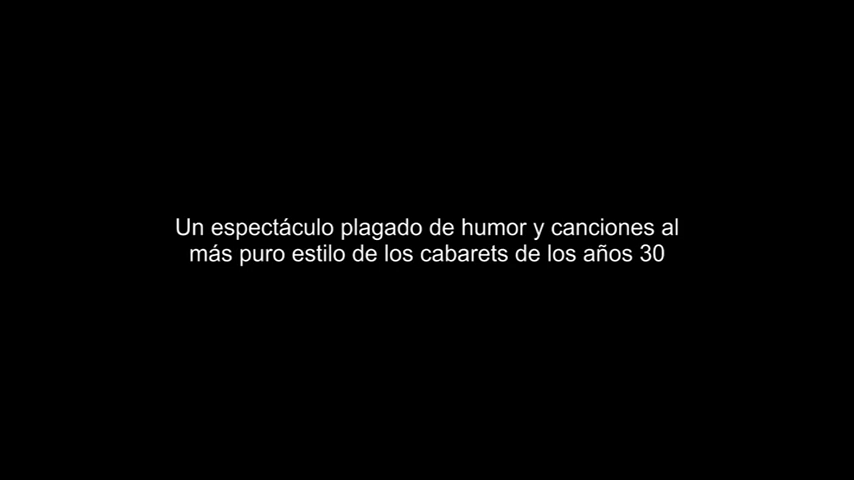 Un espectáculo plagado de humor y canciones al
más puro estilo de los cabarets de los años 30